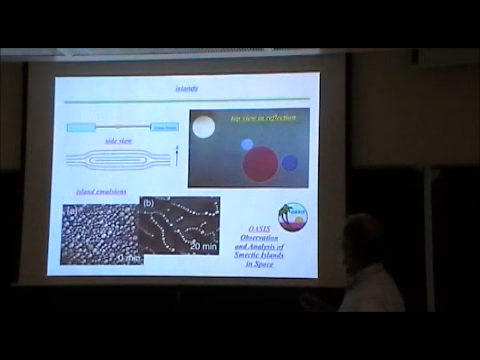 islands
top view in reflection
side view
island emulsions
(a)
(b)
0 min
20 min
OASIS
Observation
and Analysis of
Smectic Islands
in Space